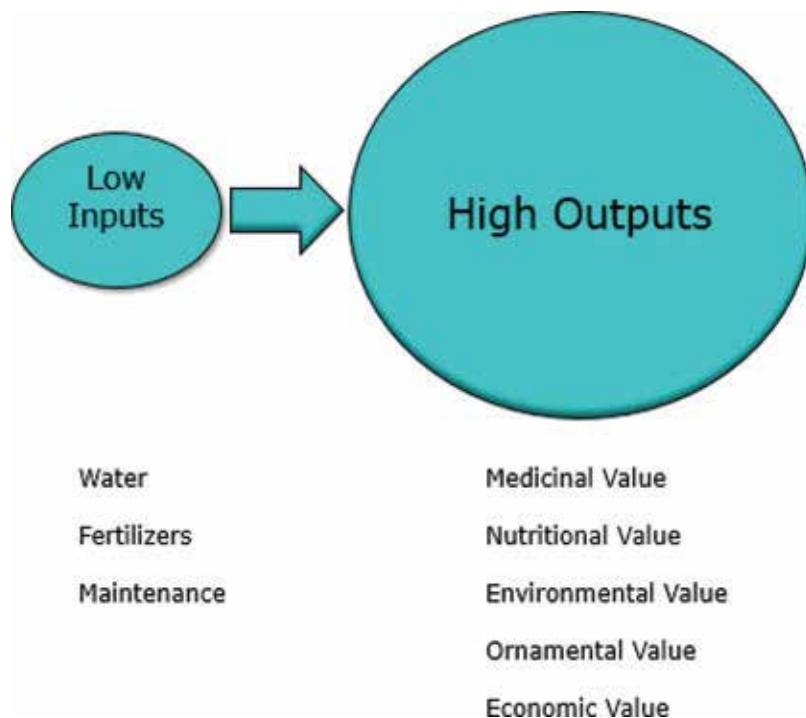 Low
Inputs
High Outputs
Water
Fertilizers
Maintenance
Medicinal Value
Nutritional Value
Environmental Value
Ornamental Value
Economic Value